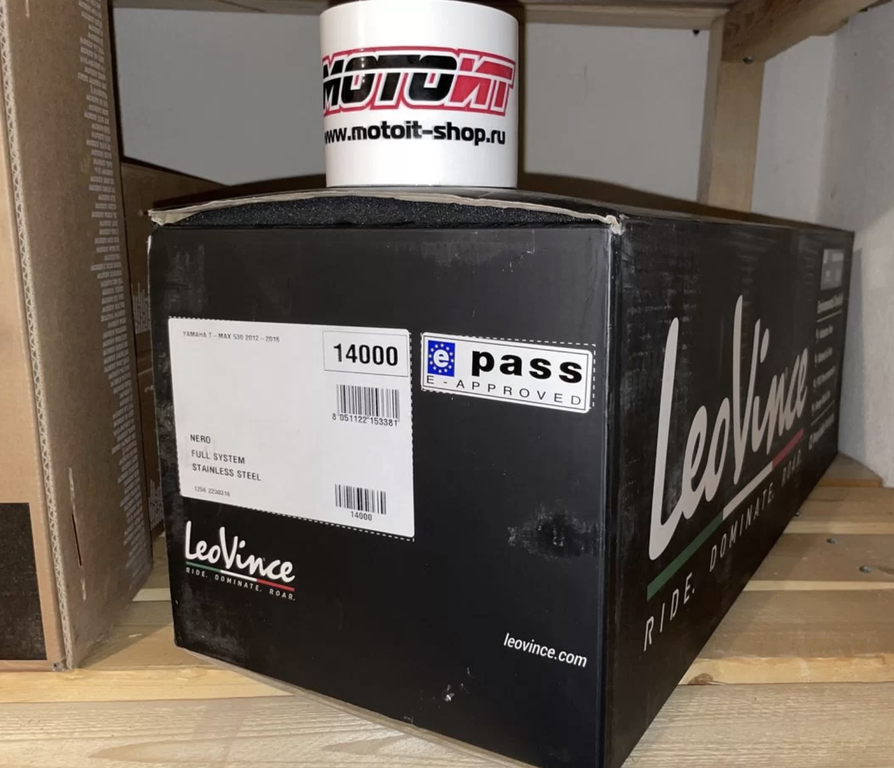 МОТОИТ
www.motoit-shop.ru
YAMAHA T-MAX 530 2012-2016
14000
8 051122 153381
NERO
FULL SYSTEM
STAINLESS STEEL
14000
e pass
E-APPROVED
LeoVince
RIDE. DOMINATE. ROAR.
leovince.com
LeoVince
RIDE. DOMINATE. ROAR.